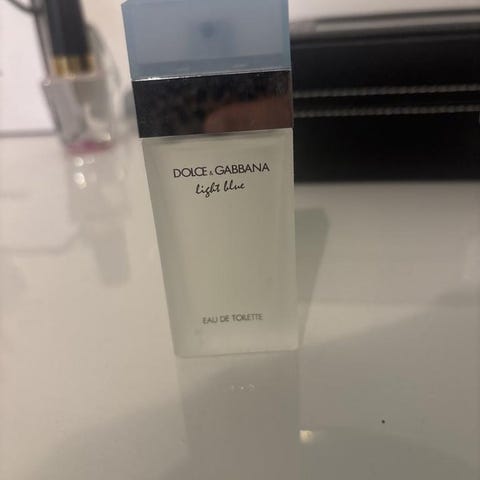 DOLCE & GABBANA
light blue
EAU DE TOILETTE